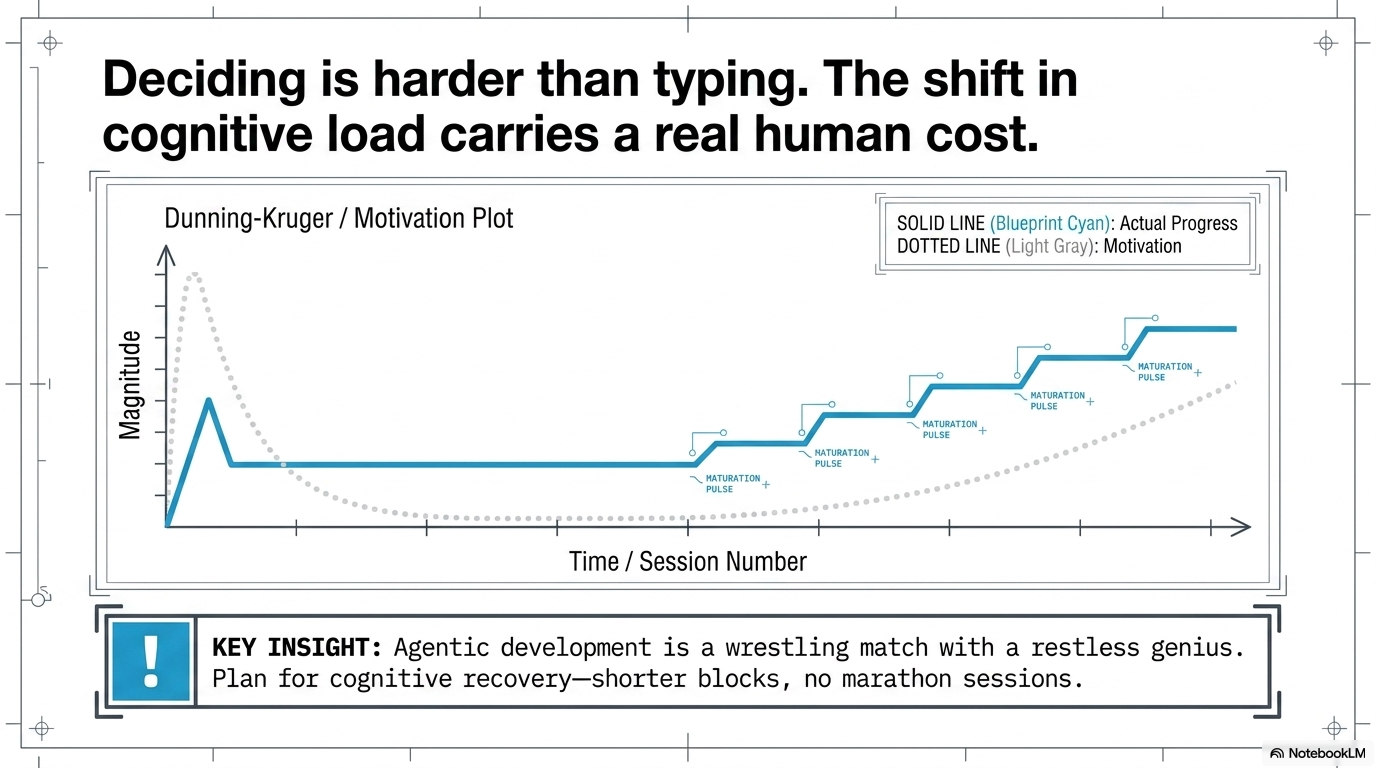 Deciding is harder than typing. The shift in
cognitive load carries a real human cost.
Dunning-Kruger / Motivation Plot
SOLID LINE (Blueprint Cyan): Actual Progress
DOTTED LINE (Light Gray): Motivation
Magnitude
MATURATION
PULSE
MATURATION
PULSE
MATURATION
PULSE
MATURATION
PULSE
MATURATION
PULSE
Time / Session Number
! KEY INSIGHT: Agentic development is a wrestling match with a restless genius.
Plan for cognitive recovery—shorter blocks, no marathon sessions.
NotebookLM